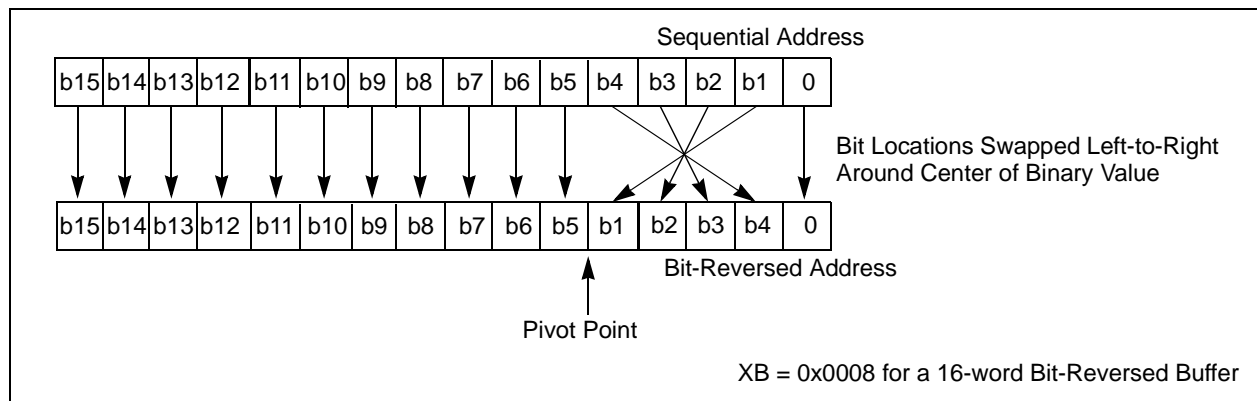 Sequential Address
b15 b14 b13 b12 b11 b10 b9 b8 b7 b6 b5 b4 b3 b2 b1 0
Bit Locations Swapped Left-to-Right
Around Center of Binary Value
b15 b14 b13 b12 b11 b10 b9 b8 b7 b6 b5 b1 b2 b3 b4 0
Bit-Reversed Address
Pivot Point
XB = 0x0008 for a 16-word Bit-Reversed Buffer